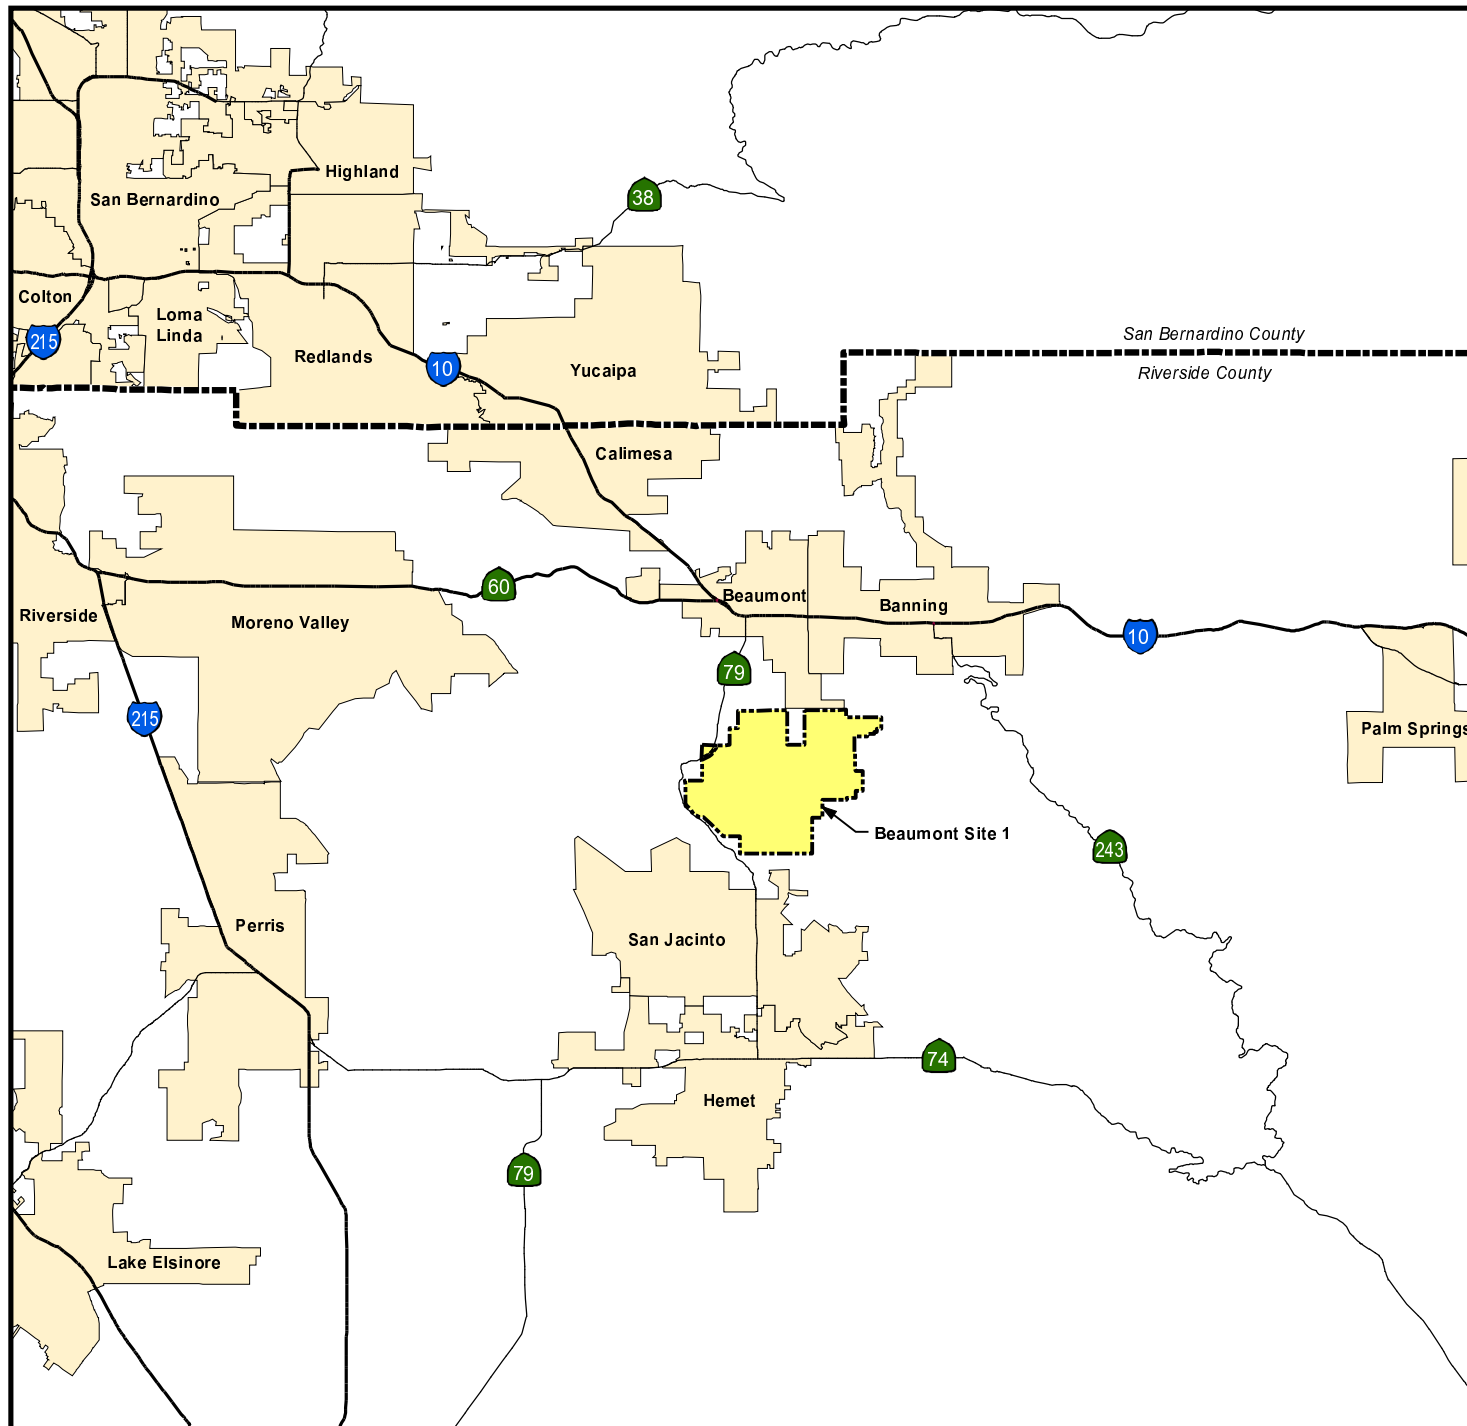 Highland
San Bernardino
38
Colton
Loma
Linda
215
Redlands
10
Yucaipa
San Bernardino County
Riverside County
Calimesa
60
Beaumont
Banning
Riverside
Moreno Valley
10
79
215
Palm Springs
Beaumont Site 1
243
Perris
San Jacinto
74
Hemet
79
Lake Elsinore